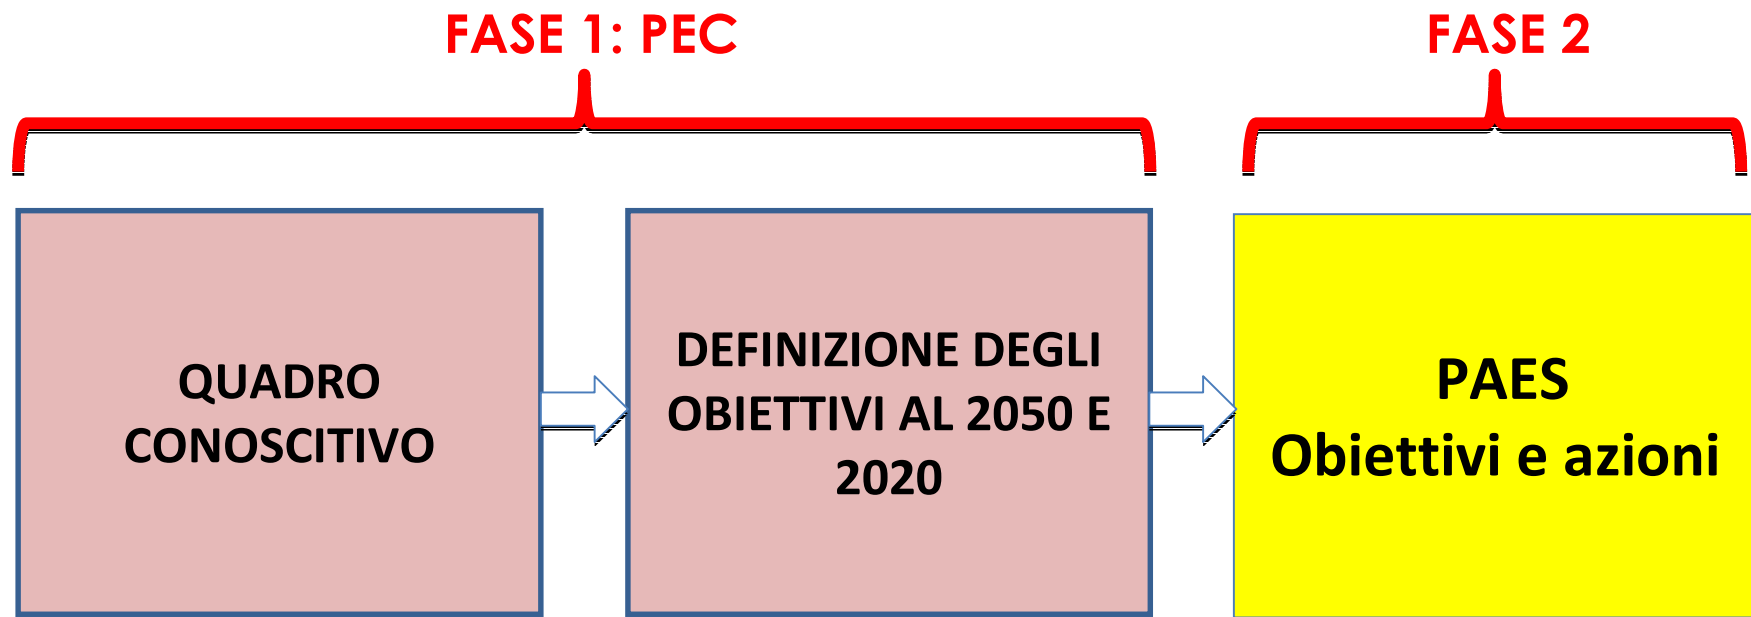 FASE 1: PEC
FASE 2
QUADRO
CONOSCITIVO
DEFINIZIONE DEGLI
OBIETTIVI AL 2050 E
2020
PAES
Obiettivi e azioni